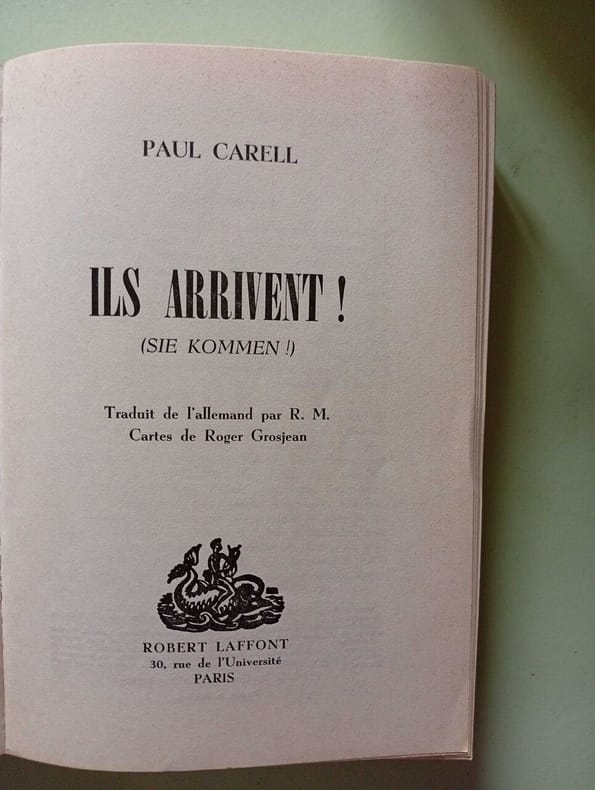 PAUL CARELL
ILS ARRIVENT !
(SIE KOMMEN !)
Traduit de l'allemand par R. M.
Cartes de Roger Grosjean
ROBERT LAFFONT
30, rue de l'Université
PARIS